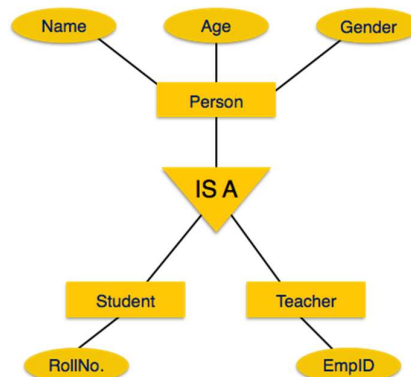 Name
Age
Gender
Person
IS A
Student
Teacher
RollNo.
EmpID